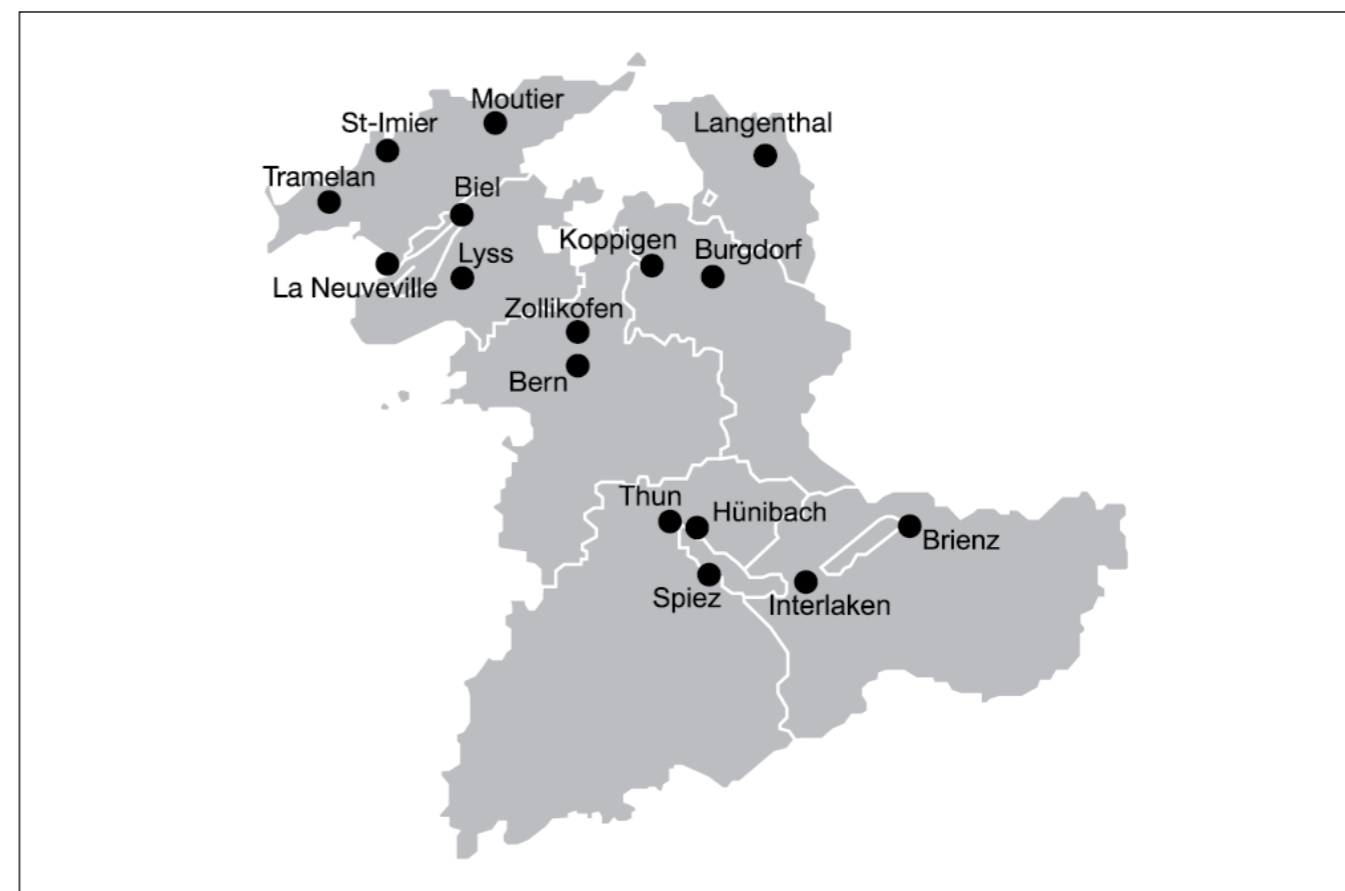 Moutier
St-Imier
Langenthal
Tramelan
Biel
Koppigen
Burgdorf
Lyss
La Neuveville
Zollikofen
Bern
Thun
Hünibach
Brienz
Spiez
Interlaken